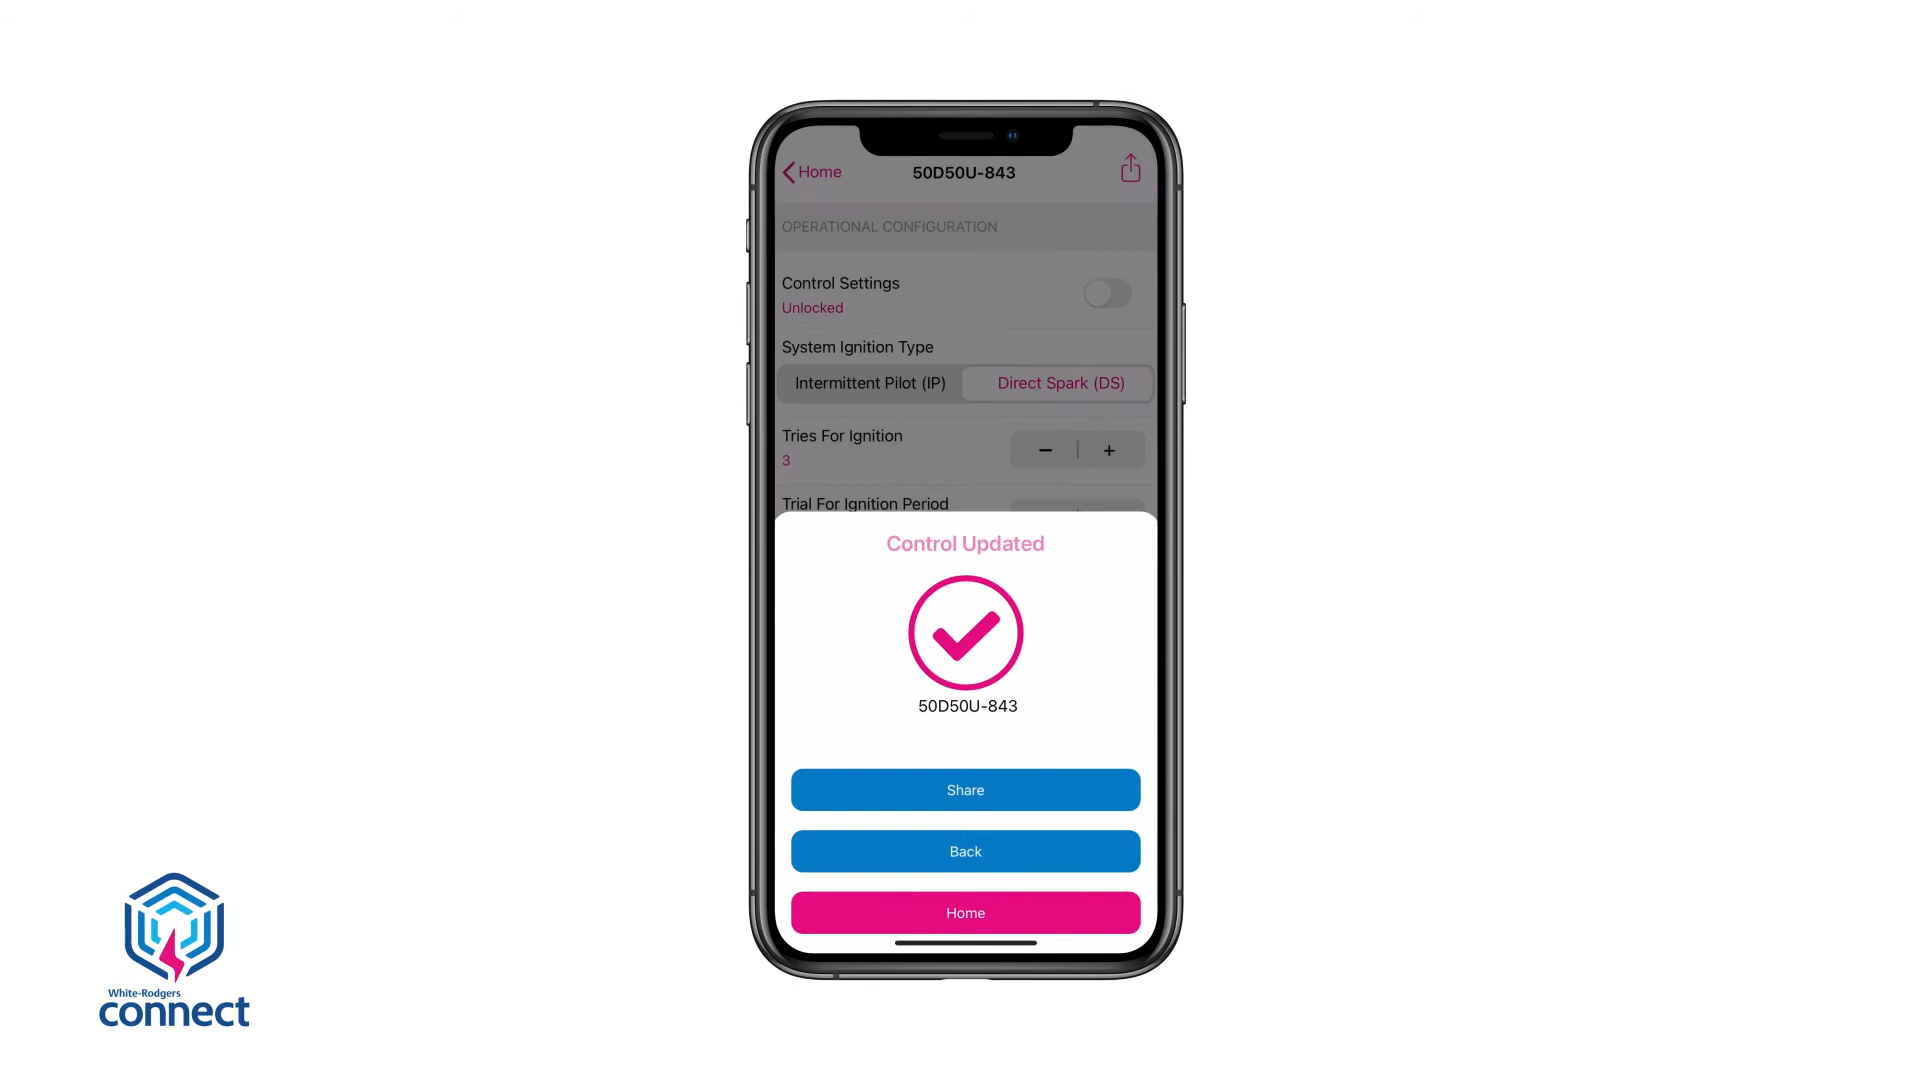 Home
50D50U-843
OPERATIONAL CONFIGURATION
Control Settings
Unlocked
System Ignition Type
Intermittent Pilot (IP)
Direct Spark (DS)
Tries For Ignition
3
− | +
Trial For Ignition Period
Control Updated
50D50U-843
Share
Back
Home
White-Rodgers
connect